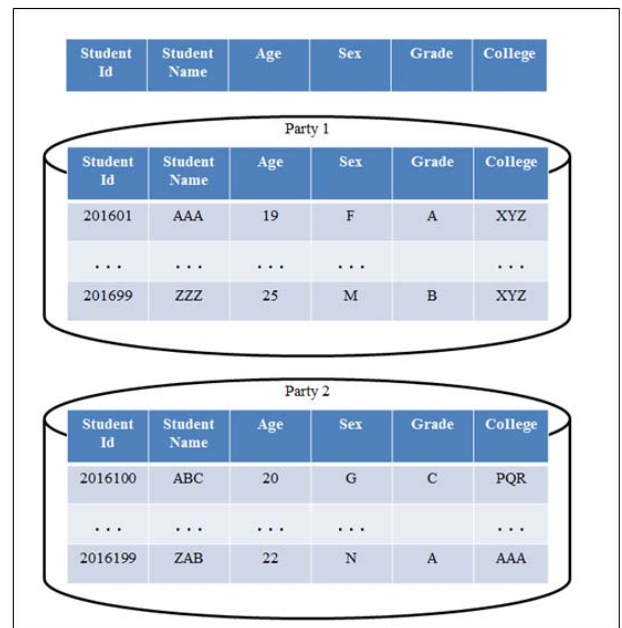 Student Id Student Name Age Sex Grade College
Party 1
Student Id Student Name Age Sex Grade College
201601 AAA 19 F A XYZ
... ... ... ... ...
201699 ZZZ 25 M B XYZ
Party 2
Student Id Student Name Age Sex Grade College
2016100 ABC 20 G C PQR
... ... ... ... ...
2016199 ZAB 22 N A AAA